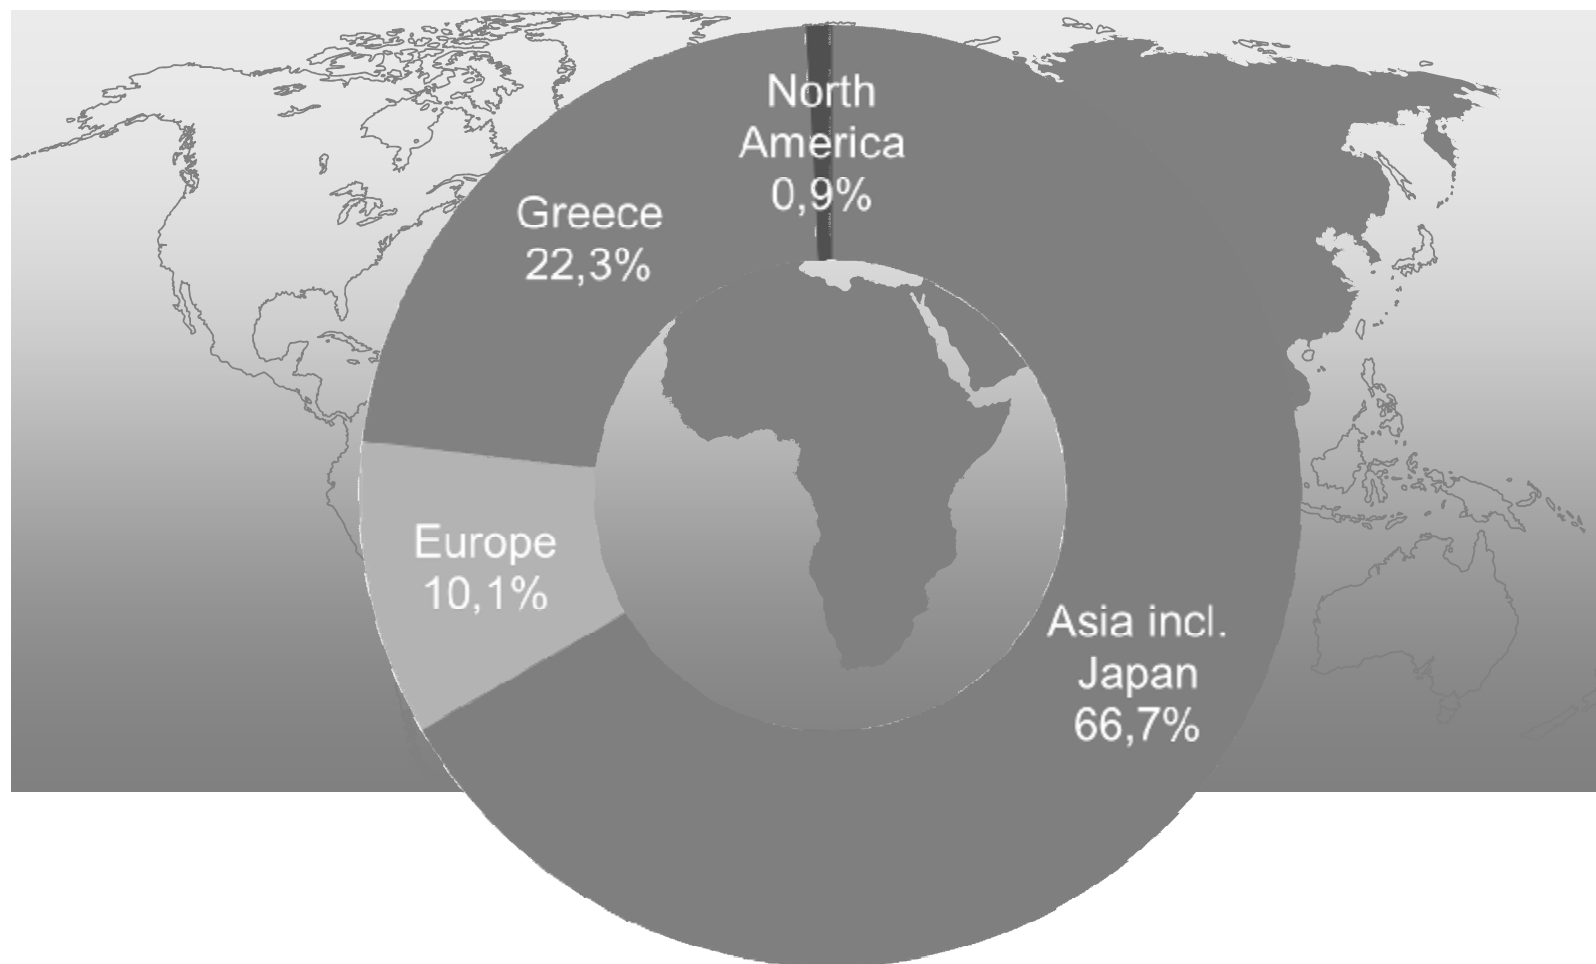 North
America
0,9%
Greece
22,3%
Europe
10,1%
Asia incl.
Japan
66,7%